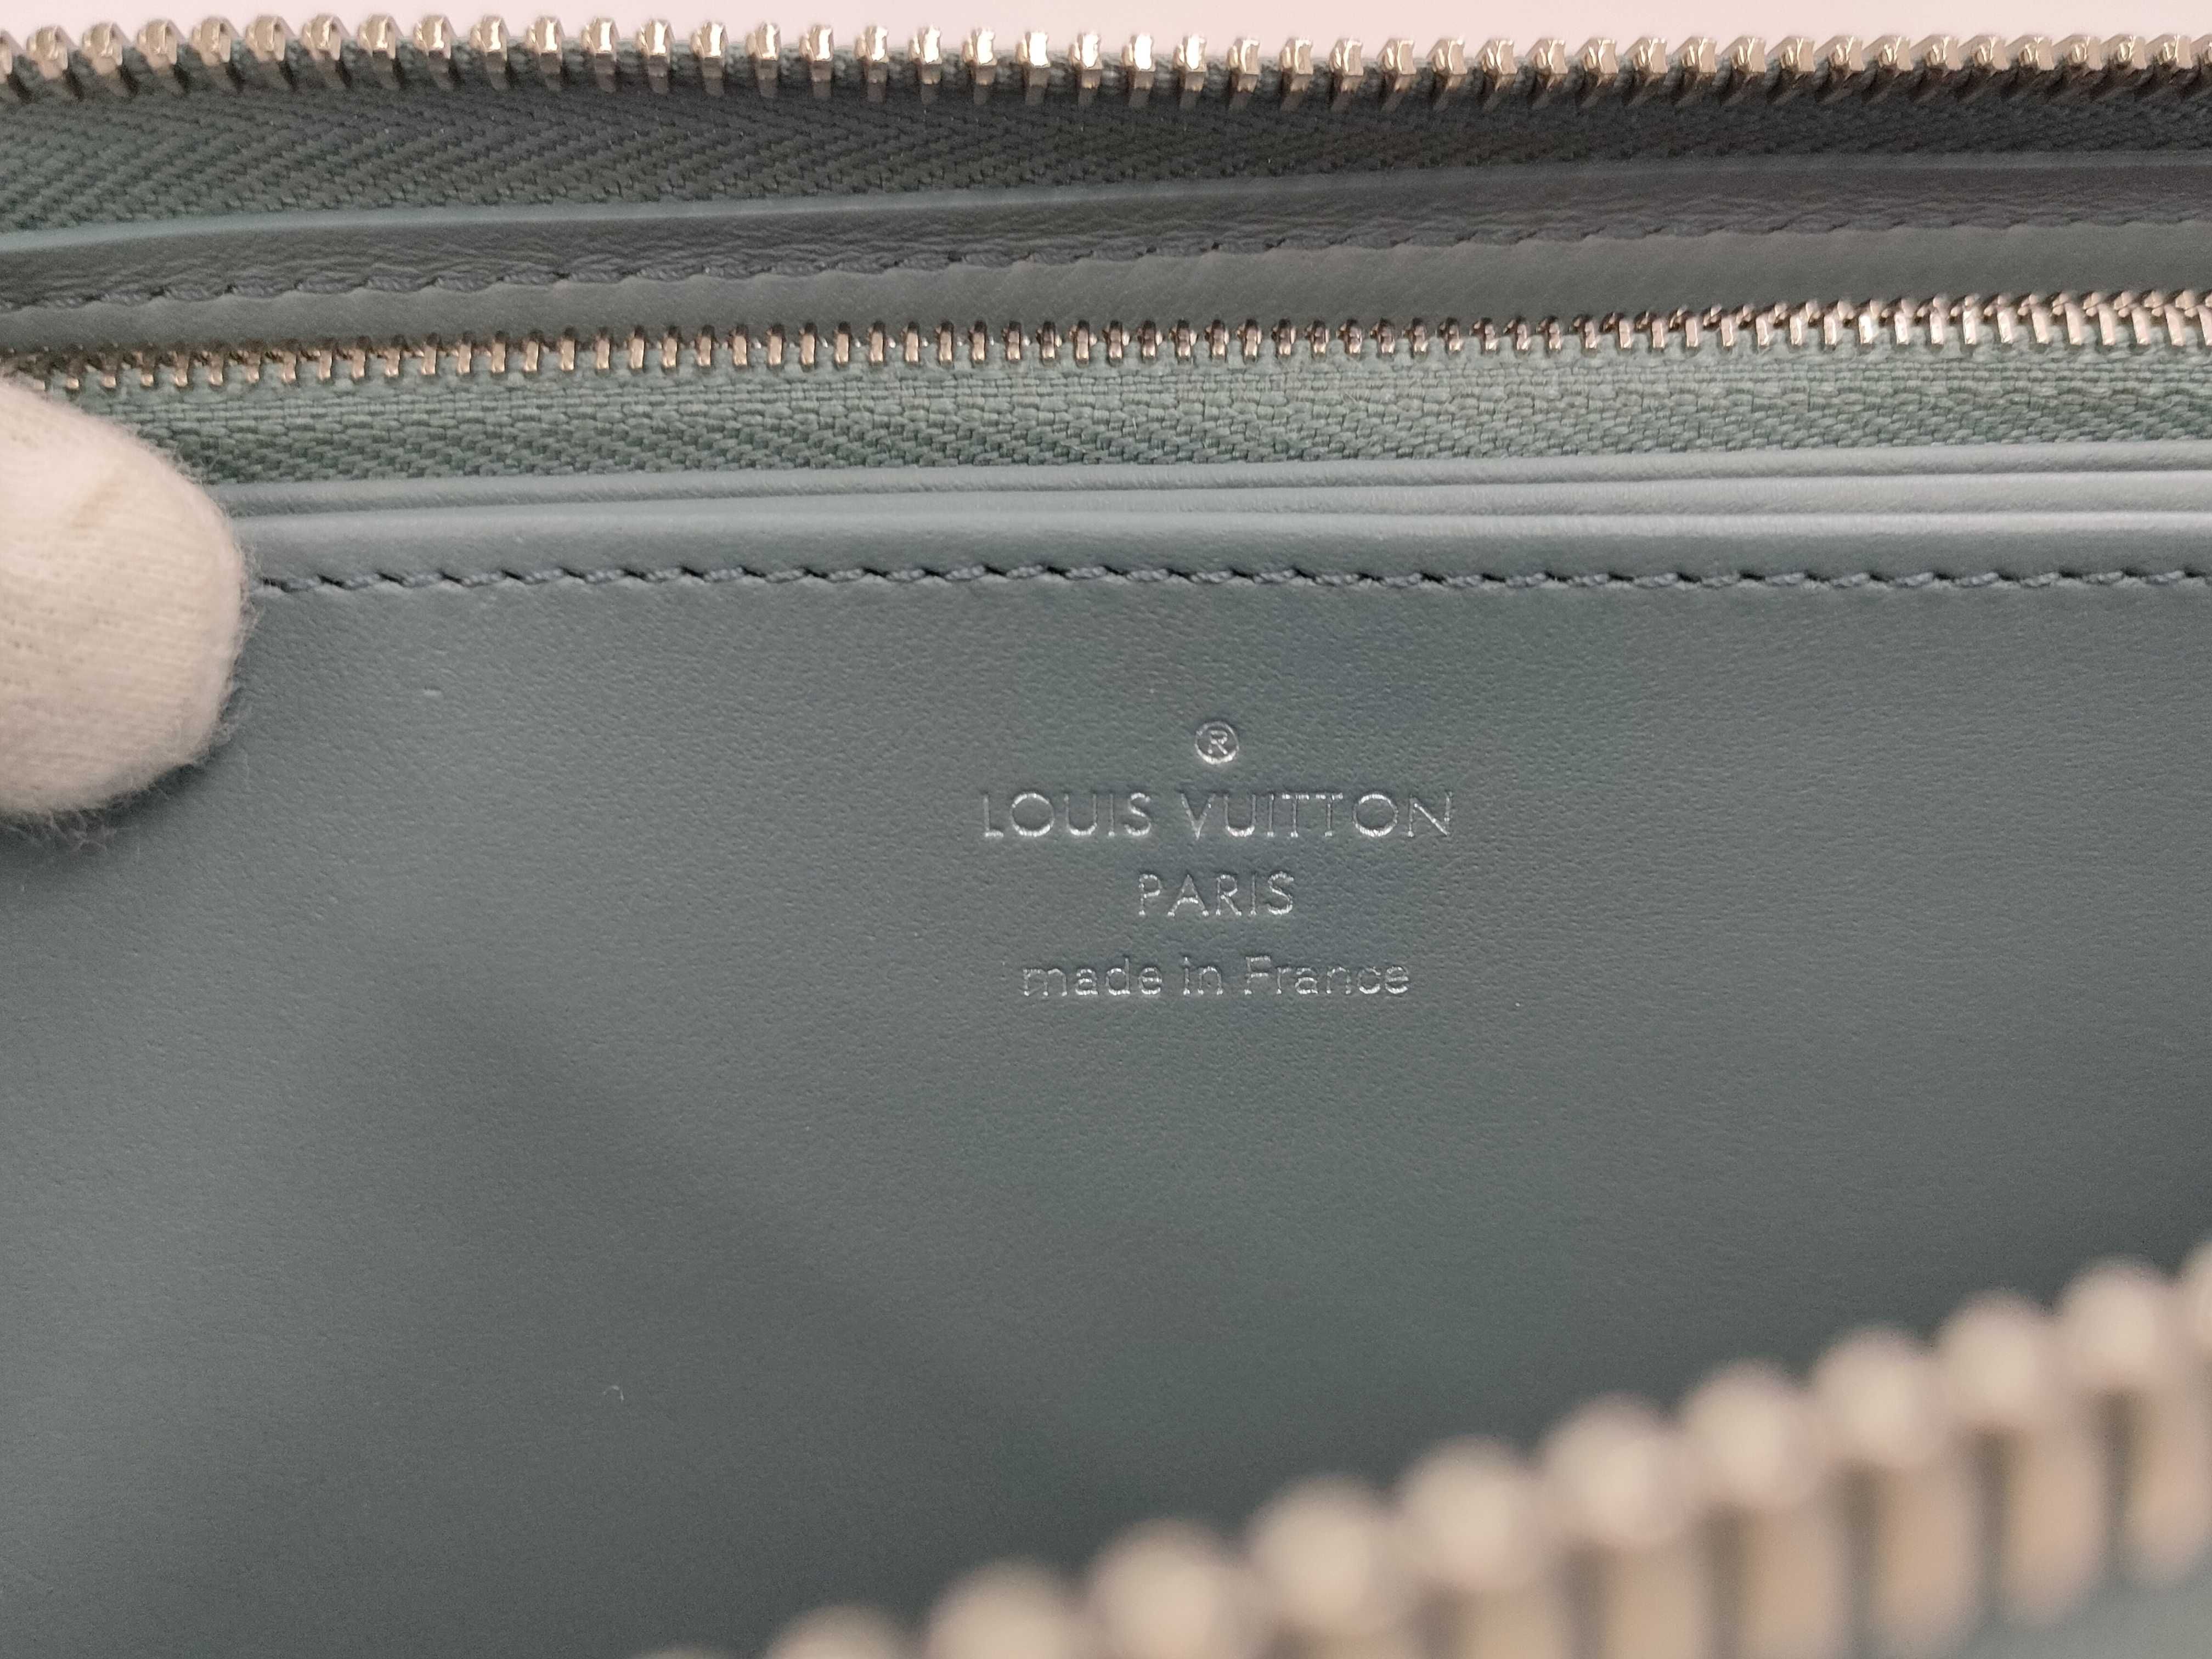 ®
LOUIS VUITTON
PARIS
made in France